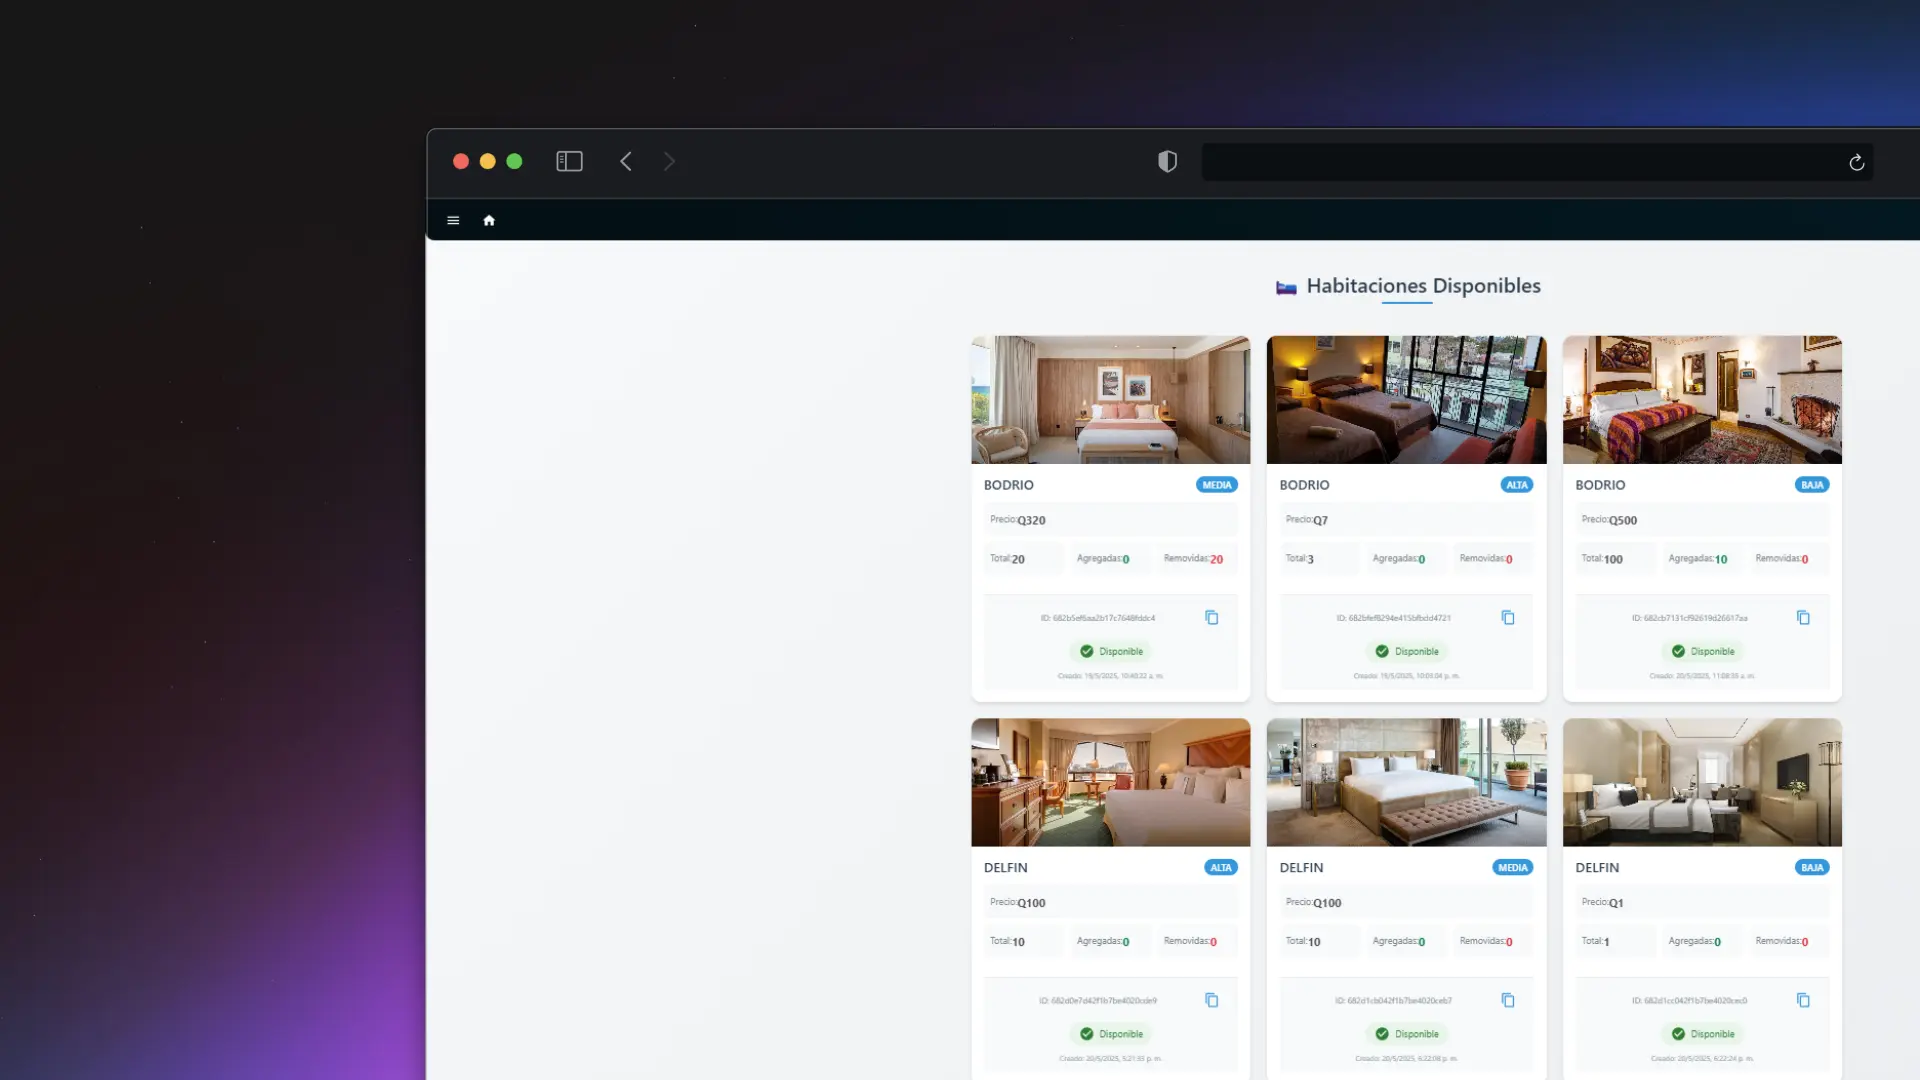 Habitaciones Disponibles
BODRIO MEDIA
Precio:Q320
Total:20 Agregadas:0 Removidas:20
ID: 682b5ef6aa2b17c7648fddc4
Disponible
Creado: 19/5/2025, 10:40:22 a. m.
BODRIO ALTA
Precio:Q7
Total:3 Agregadas:0 Removidas:0
ID: 682bfef8294e415bfbdd4721
Disponible
Creado: 19/5/2025, 10:03:04 p. m.
BODRIO BAJA
Precio:Q500
Total:100 Agregadas:10 Removidas:0
ID: 682cb7131cf92619d26617aa
Disponible
Creado: 20/5/2025, 11:08:35 a. m.
DELFIN ALTA
Precio:Q100
Total:10 Agregadas:0 Removidas:0
ID: 682d0e7d42f1b7be4020cde9
Disponible
Creado: 20/5/2025, 5:21:33 p. m.
DELFIN MEDIA
Precio:Q100
Total:10 Agregadas:0 Removidas:0
ID: 682d1cb042f1b7be4020ceb7
Disponible
Creado: 20/5/2025, 6:22:08 p. m.
DELFIN BAJA
Precio:Q1
Total:1 Agregadas:0 Removidas:0
ID: 682d1cc042f1b7be4020cec0
Disponible
Creado: 20/5/2025, 6:22:24 p. m.